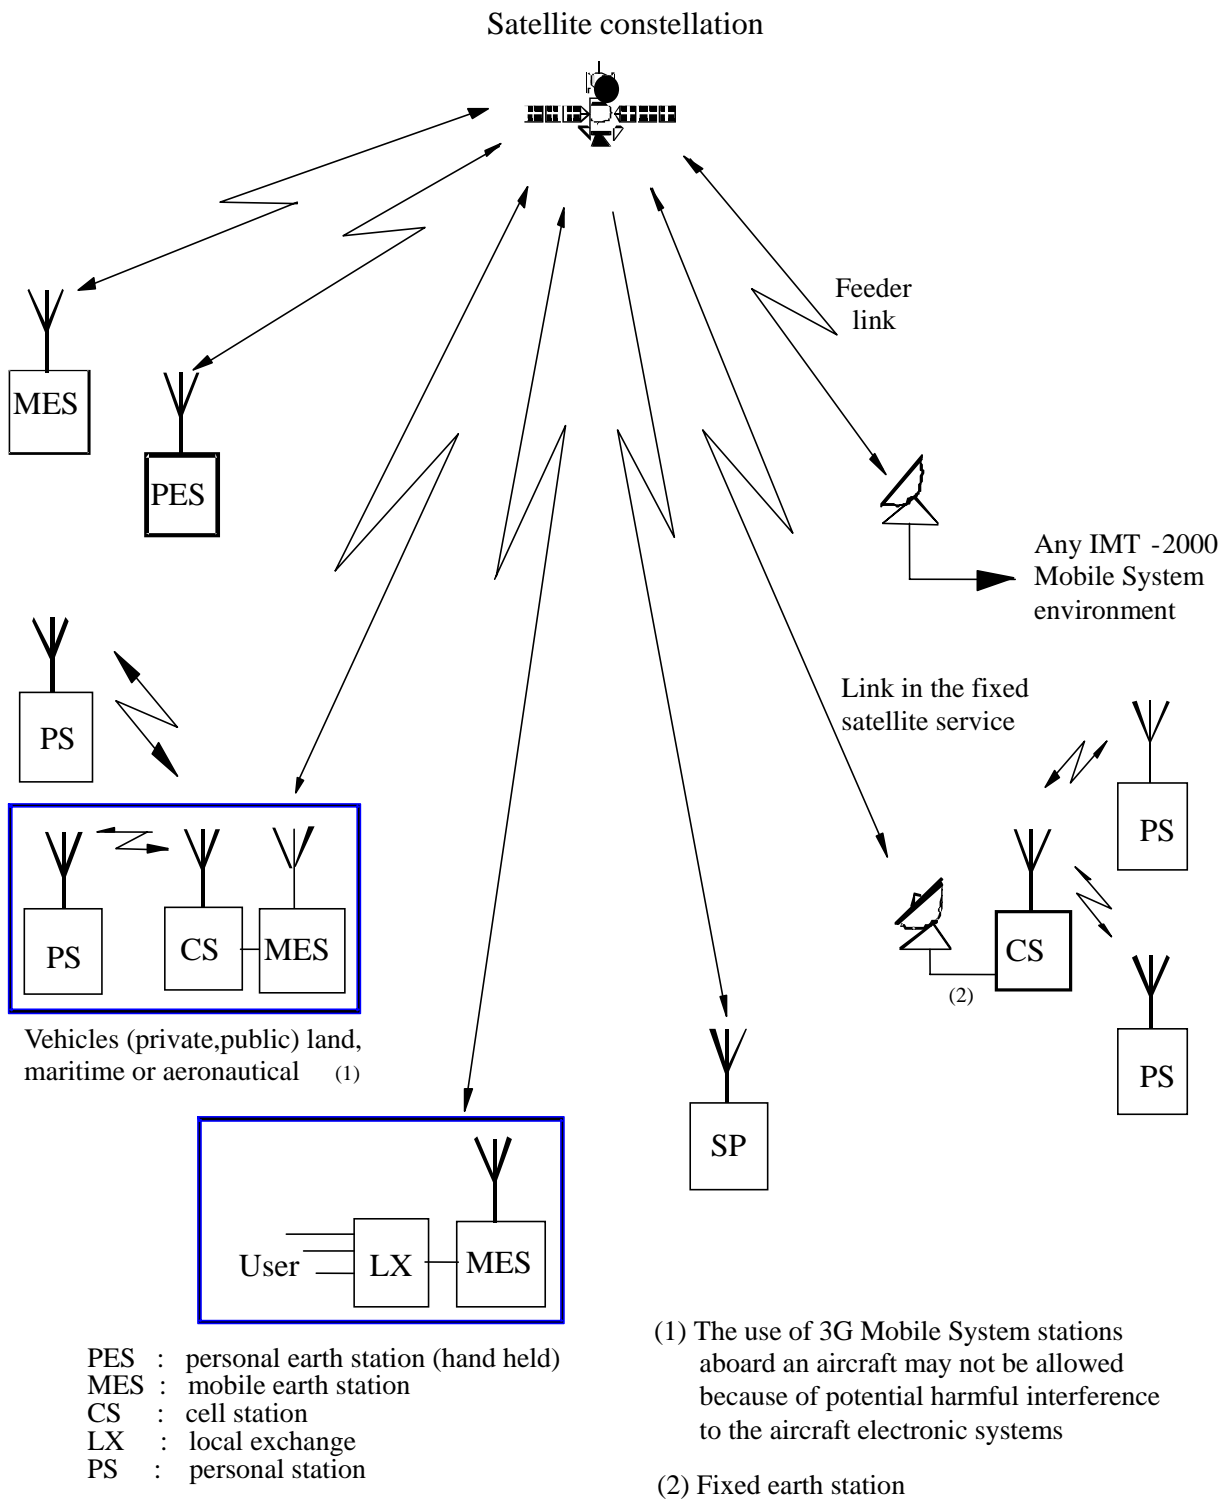 Satellite constellation
Feeder
link
MES
PES
Any IMT -2000
Mobile System
environment
PS
Link in the fixed
satellite service
PS
PS
CS
MES
CS
(2)
PS
Vehicles (private,public) land,
maritime or aeronautical (1)
SP
User
LX
MES
PES : personal earth station (hand held)
MES : mobile earth station
CS : cell station
LX : local exchange
PS : personal station
(1) The use of 3G Mobile System stations
aboard an aircraft may not be allowed
because of potential harmful interference
to the aircraft electronic systems
(2) Fixed earth station